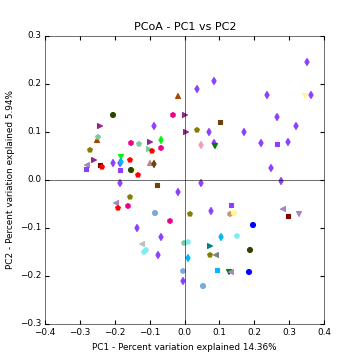 PCoA - PC1 vs PC2
0.3
0.2
0.1
0.0
−0.1
−0.2
−0.3
PC2 - Percent variation explained 5.94%
−0.4 −0.3 −0.2 −0.1 0.0 0.1 0.2 0.3 0.4
PC1 - Percent variation explained 14.36%